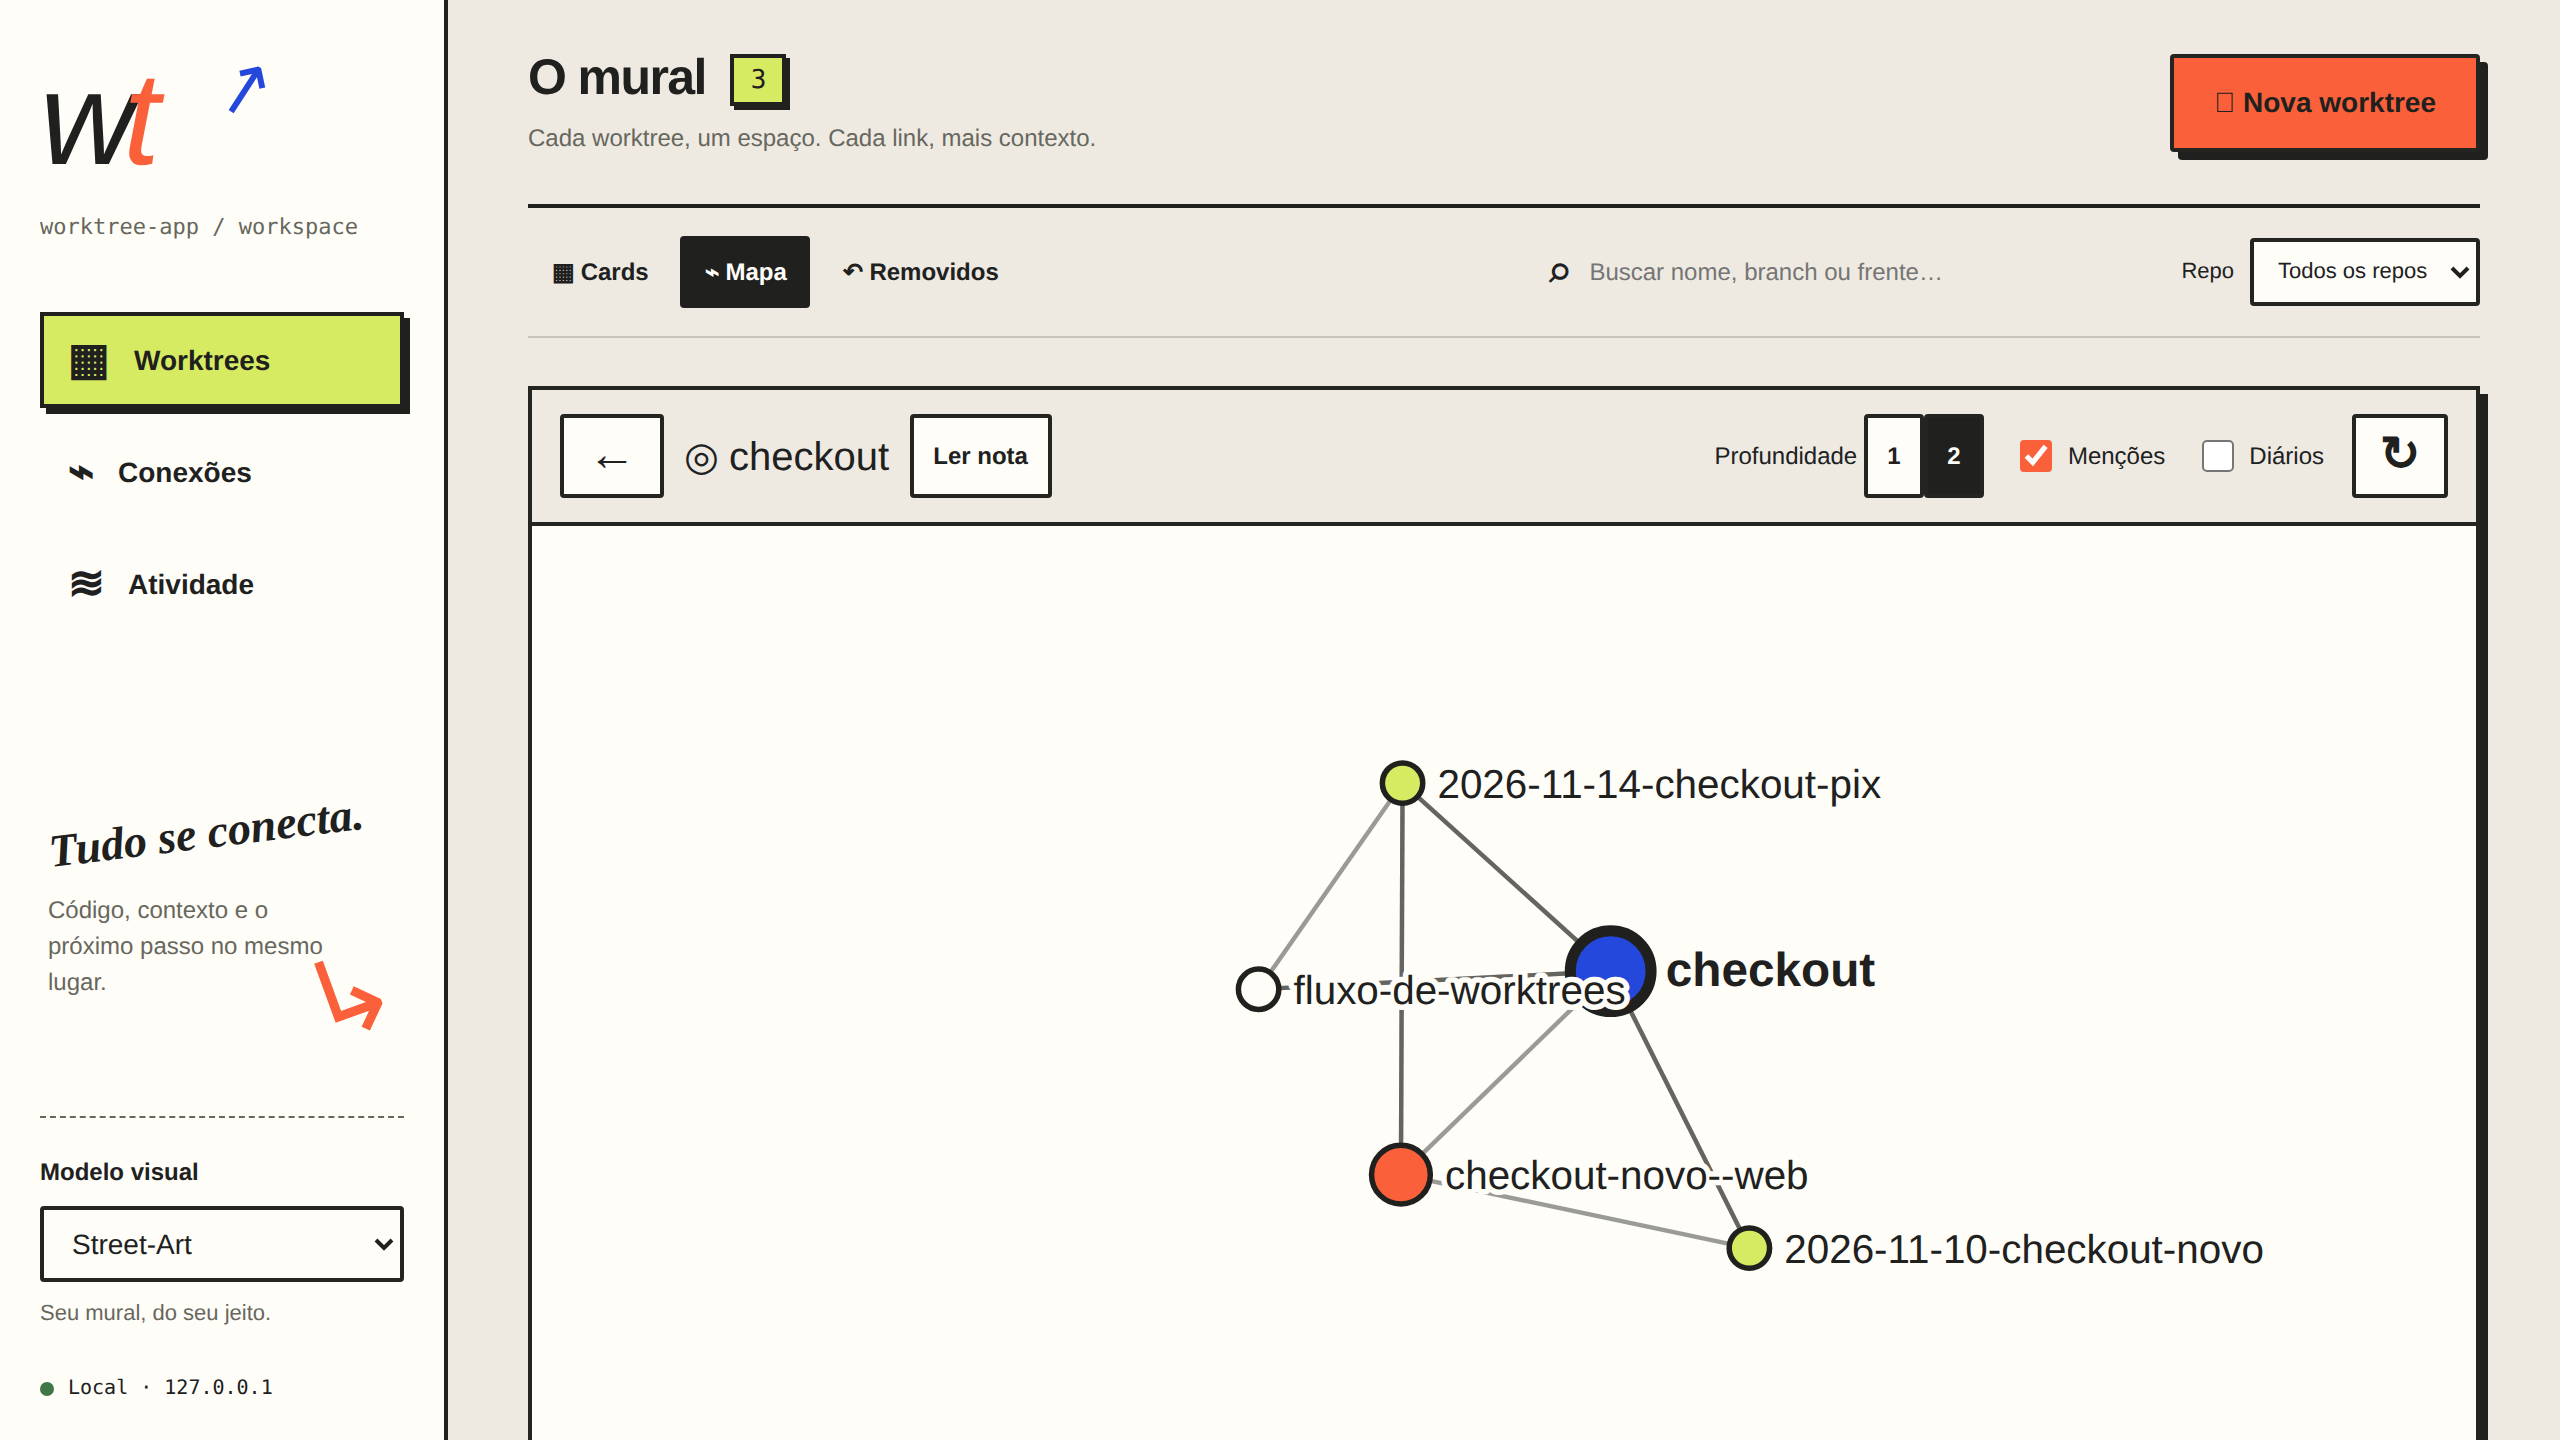 wt
worktree-app / workspace
Worktrees
Conexões
Atividade
Tudo se conecta.
Código, contexto e o
próximo passo no mesmo
lugar.
Modelo visual
Street-Art
Seu mural, do seu jeito.
Local · 127.0.0.1
O mural 3
Cada worktree, um espaço. Cada link, mais contexto.
Nova worktree
Cards
Mapa
Removidos
Buscar nome, branch ou frente…
Repo
Todos os repos
← ◎ checkout
Ler nota
Profundidade 1 2
Menções
Diários
2026-11-14-checkout-pix
checkout
fluxo-de-worktrees
checkout-novo--web
2026-11-10-checkout-novo